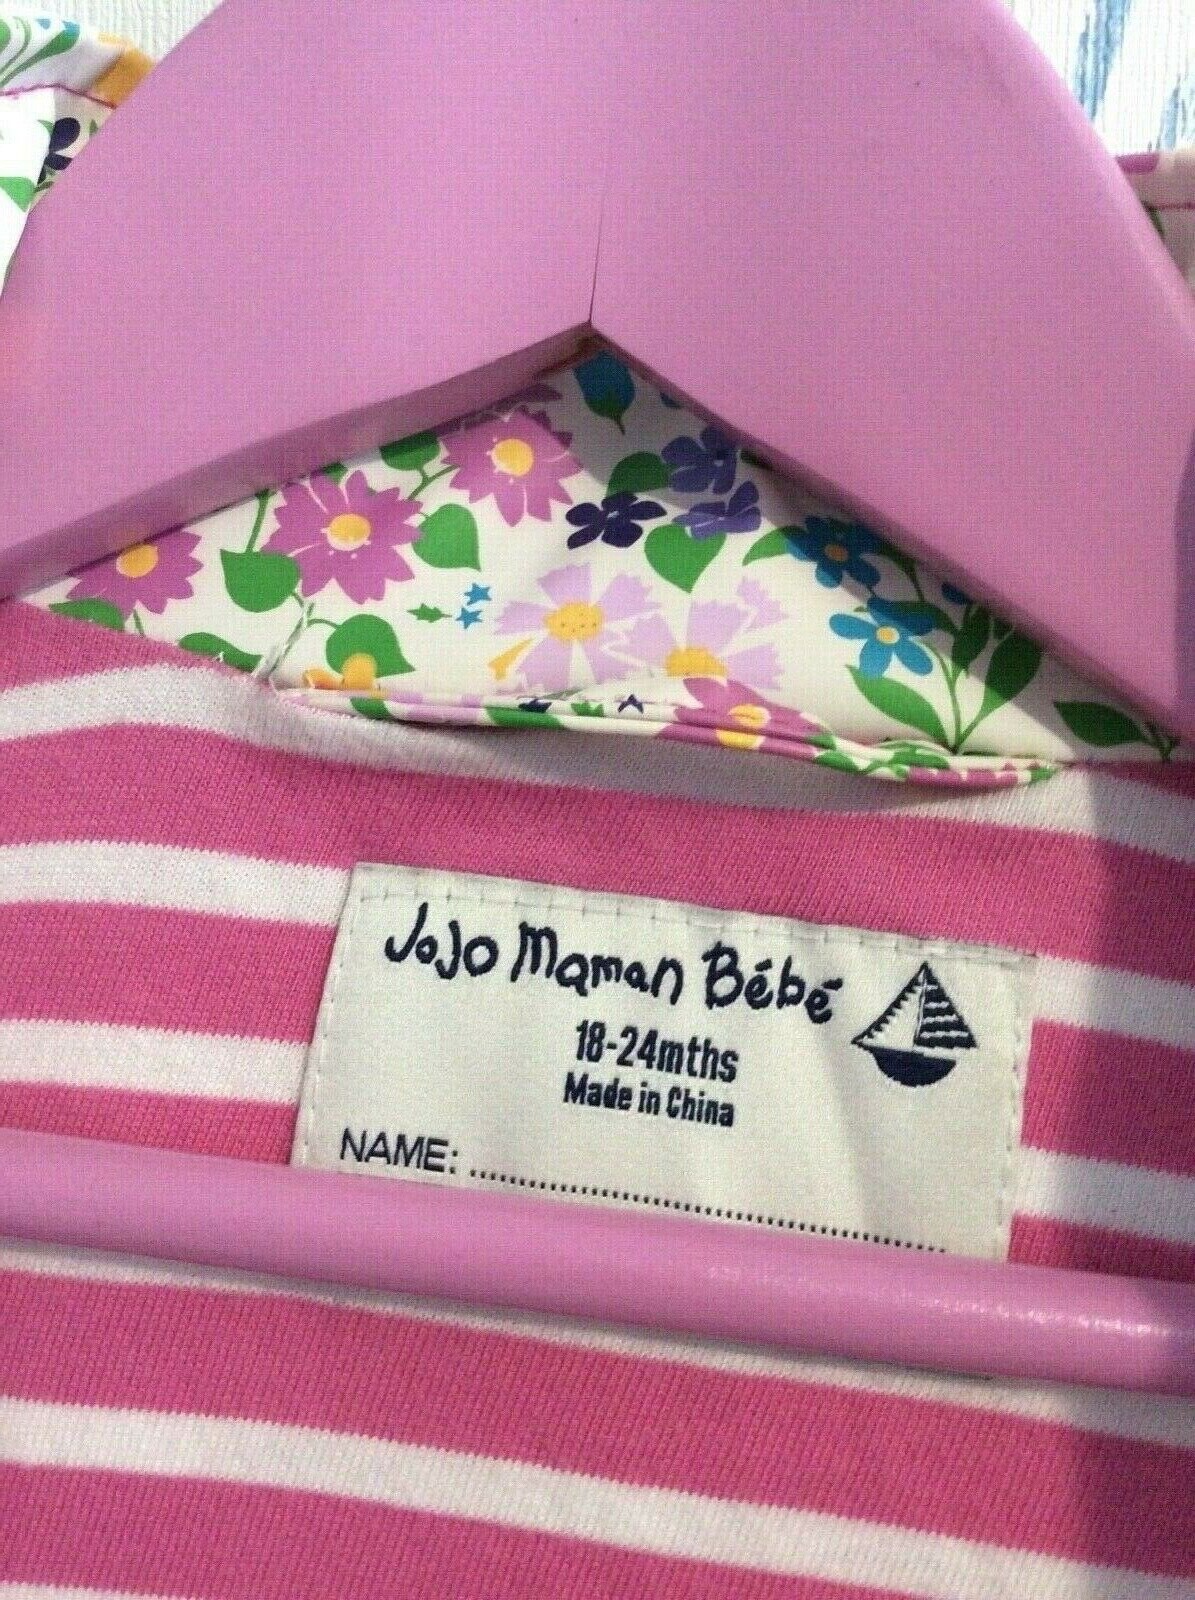 JoJo Maman Bébé
18-24mths
Made in China
NAME: ................................................